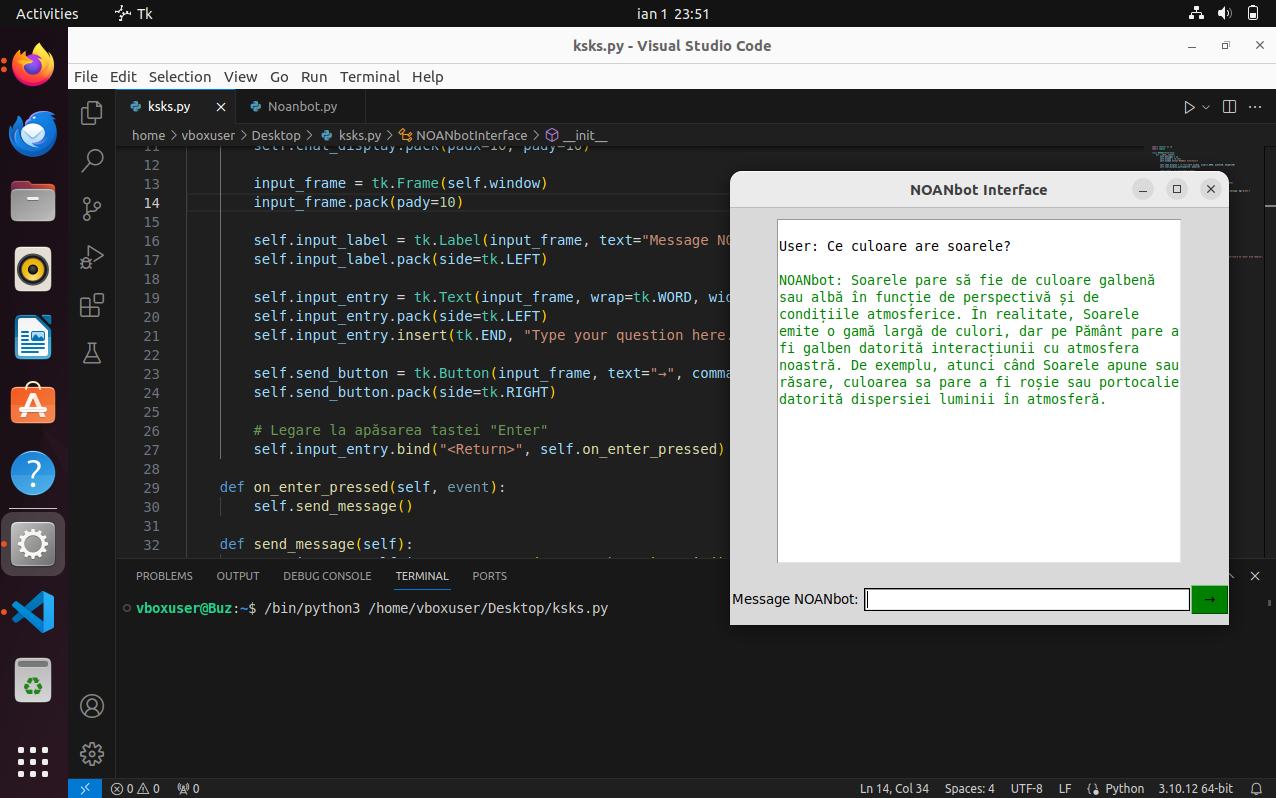 Activities
Tk
ian 1 23:51
ksks.py - Visual Studio Code
File Edit Selection View Go Run Terminal Help
ksks.py
Noanbot.py
home > vboxuser > Desktop > ksks.py > NOANbotInterface > __init__
11 self.chat_display.pack(padx=10, pady=10)
12
13 input_frame = tk.Frame(self.window)
14 input_frame.pack(pady=10)
15
16 self.input_label = tk.Label(input_frame, text="Message NO
17 self.input_label.pack(side=tk.LEFT)
18
19 self.input_entry = tk.Text(input_frame, wrap=tk.WORD, wid
20 self.input_entry.pack(side=tk.LEFT)
21 self.input_entry.insert(tk.END, "Type your question here.
22
23 self.send_button = tk.Button(input_frame, text="→", comma
24 self.send_button.pack(side=tk.RIGHT)
25
26 # Legare la apăsarea tastei "Enter"
27 self.input_entry.bind("<Return>", self.on_enter_pressed)
28
29 def on_enter_pressed(self, event):
30 self.send_message()
31
32 def send_message(self):
NOANbot Interface
User: Ce culoare are soarele?
NOANbot: Soarele pare să fie de culoare galbenă
sau albă în funcție de perspectivă și de
condițiile atmosferice. În realitate, Soarele
emite o gamă largă de culori, dar pe Pământ pare a
fi galben datorită interacțiunii cu atmosfera
noastră. De exemplu, atunci când Soarele apune sau
răsare, culoarea sa pare a fi roșie sau portocalie
datorită dispersiei luminii în atmosferă.
Message NOANbot:
→
PROBLEMS OUTPUT DEBUG CONSOLE TERMINAL PORTS
vboxuser@Buz:~$ /bin/python3 /home/vboxuser/Desktop/ksks.py
0 0 0
Ln 14, Col 34 Spaces: 4 UTF-8 LF Python 3.10.12 64-bit